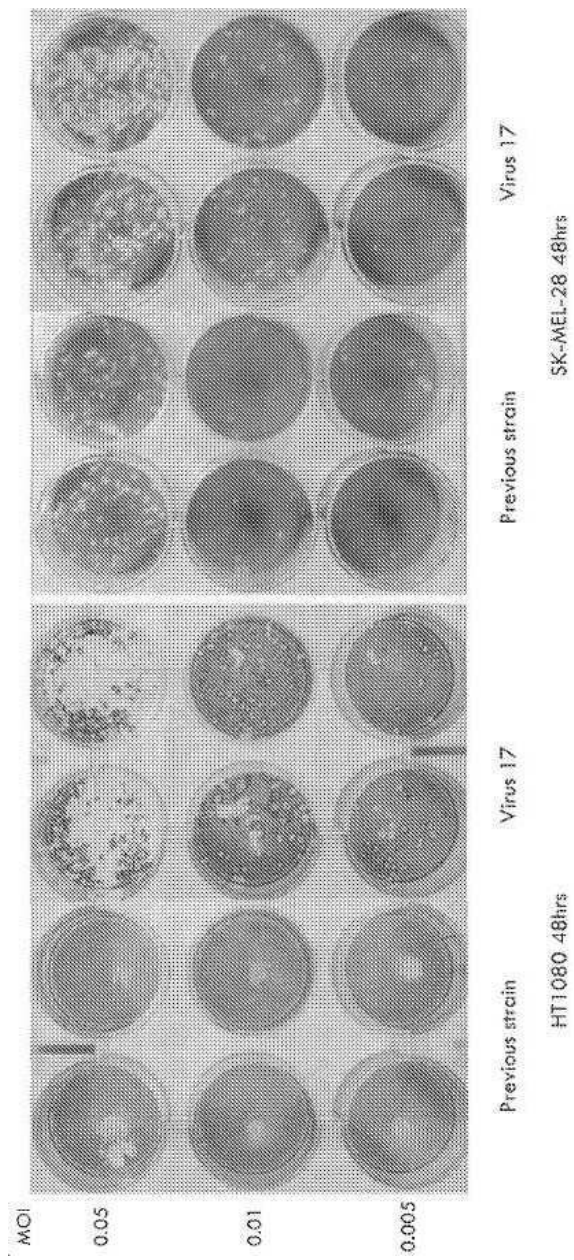 MOI
0.05
0.01
0.005
Previous strain
Virus 17
Previous strain
Virus 17
HT1080 48hrs
SK-MEL-28 48hrs